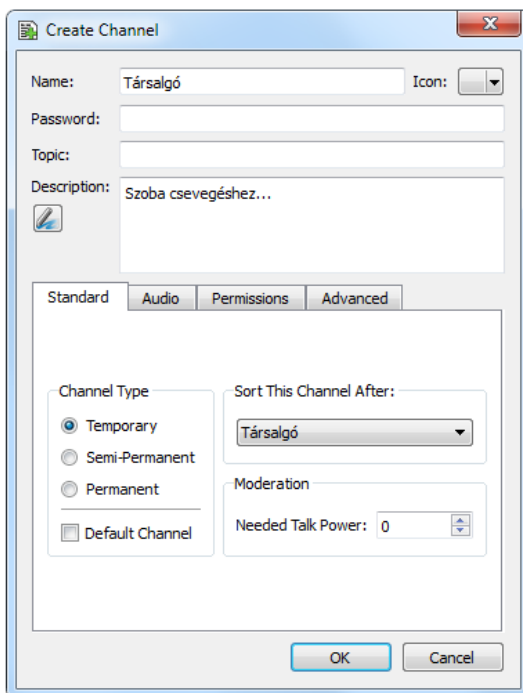 Create Channel
Name: Társalgó Icon:
Password:
Topic:
Description: Szoba csevegéshez...
Standard Audio Permissions Advanced
Channel Type Sort This Channel After:
Temporary Társalgó
Semi-Permanent
Permanent Moderation
Default Channel Needed Talk Power: 0
OK Cancel